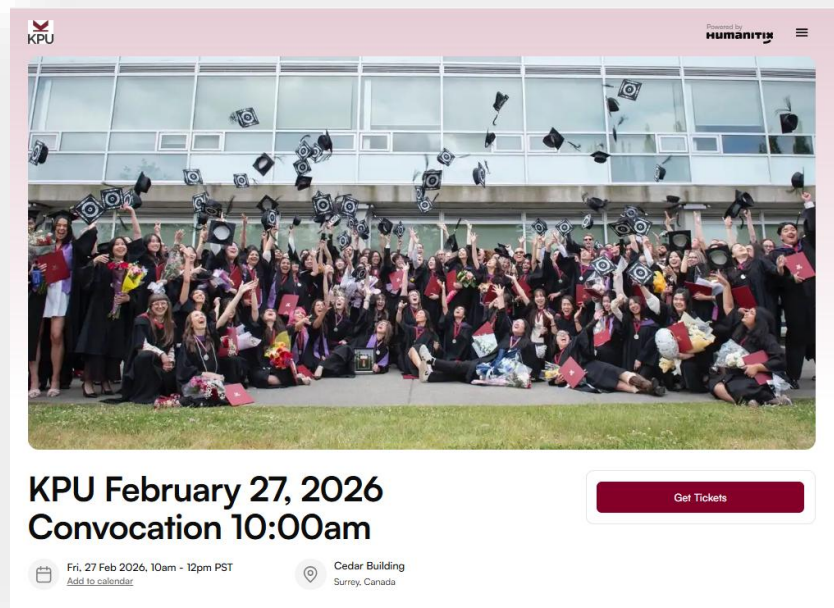 KPU
Powered by
HUMANITIX
Get Tickets
KPU February 27, 2026
Convocation 10:00am
Fri, 27 Feb 2026, 10am - 12pm PST
Add to calendar
Cedar Building
Surrey, Canada